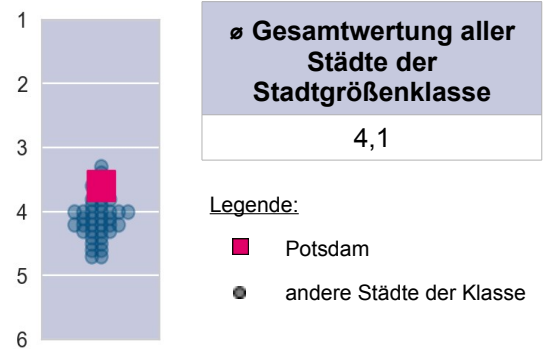 1
2
3
4
5
6
⌀ Gesamtwertung aller
Städte der
Stadtgrößenklasse
4,1
Legende:
Potsdam
andere Städte der Klasse